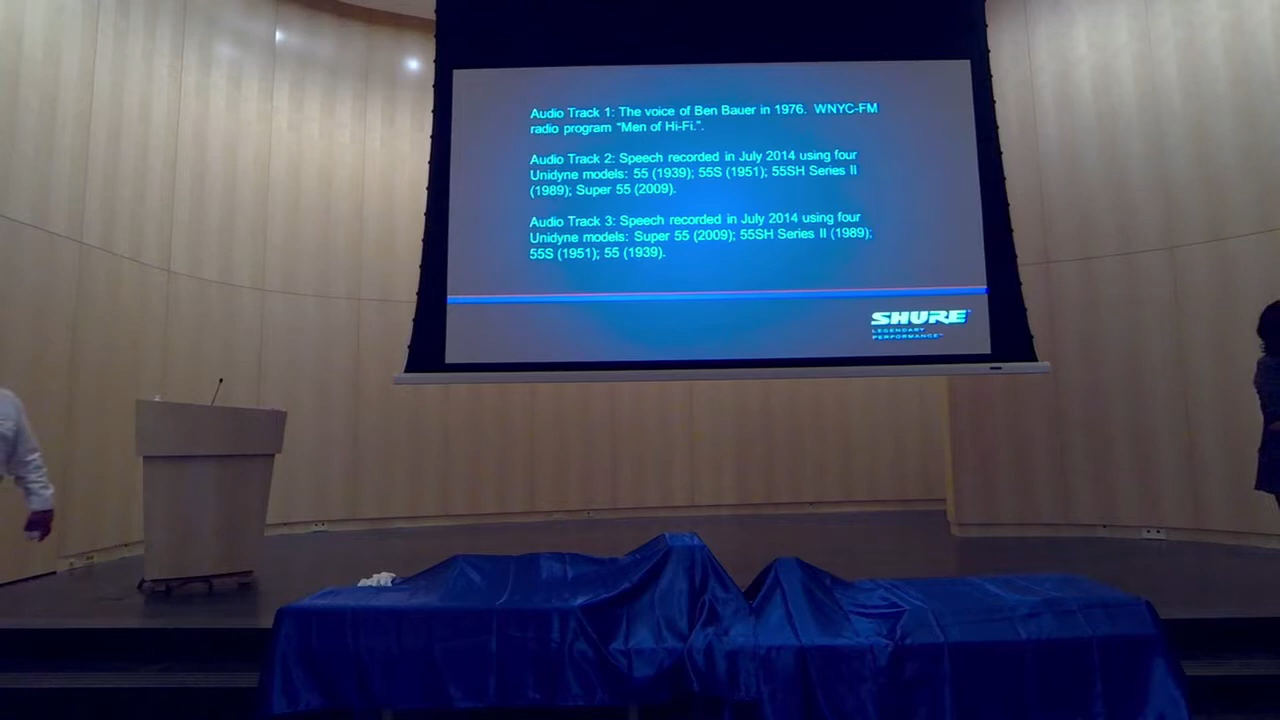 Audio Track 1: The voice of Ben Bauer in 1976. WNYC-FM
radio program “Men of Hi-Fi.”.
Audio Track 2: Speech recorded in July 2014 using four
Unidyne models: 55 (1939); 55S (1951); 55SH Series II
(1989); Super 55 (2009).
Audio Track 3: Speech recorded in July 2014 using four
Unidyne models: Super 55 (2009); 55SH Series II (1989);
55S (1951); 55 (1939).
SHURE
LEGENDARY
PERFORMANCE™